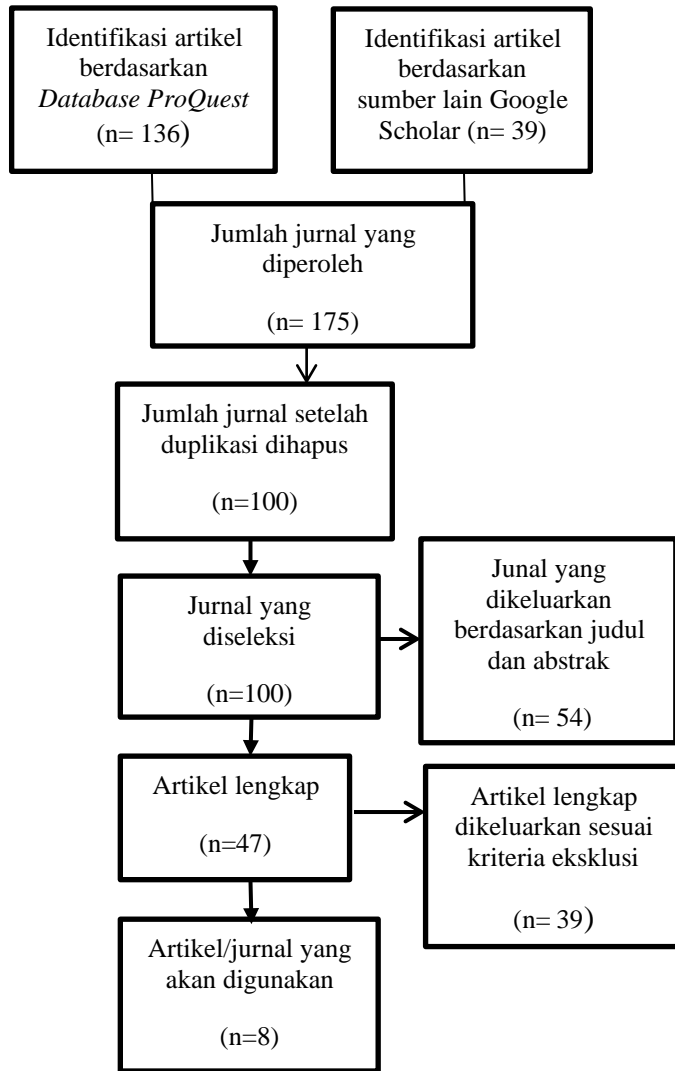 Identifikasi artikel
berdasarkan
Database ProQuest
(n= 136)
Identifikasi artikel
berdasarkan
sumber lain Google
Scholar (n= 39)
Jumlah jurnal yang
diperoleh
(n= 175)
Jumlah jurnal setelah
duplikasi dihapus
(n=100)
Jurnal yang
diseleksi
(n=100)
Junal yang
dikeluarkan
berdasarkan judul
dan abstrak
(n= 54)
Artikel lengkap
(n=47)
Artikel lengkap
dikeluarkan sesuai
kriteria eksklusi
(n= 39)
Artikel/jurnal yang
akan digunakan
(n=8)